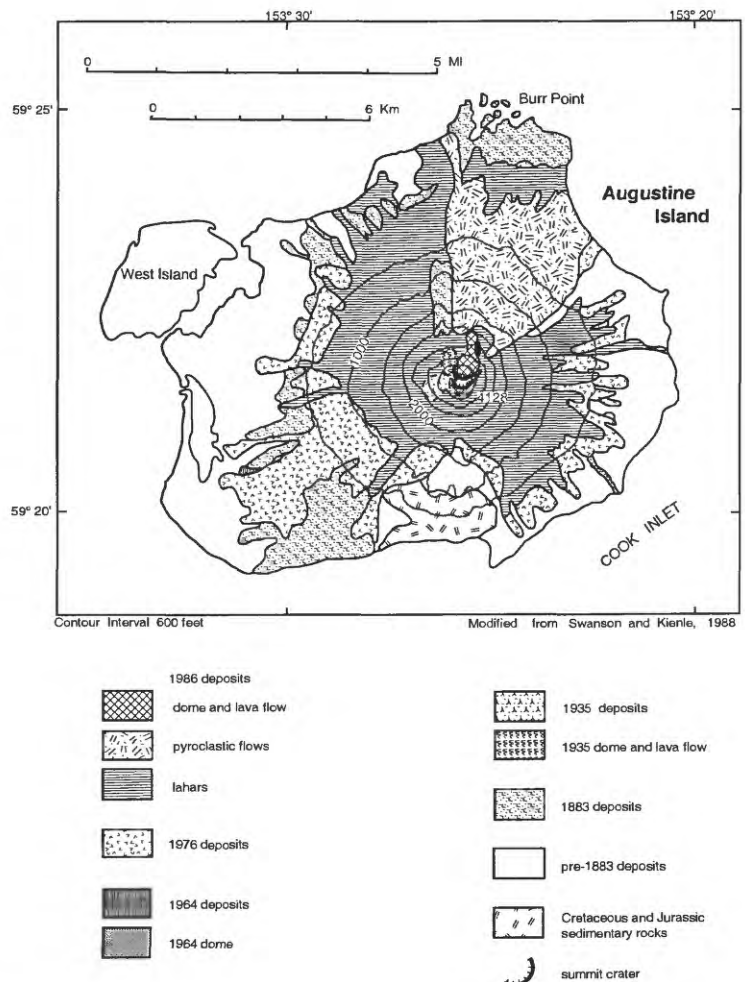 153° 30'
153° 20'
0 5 MI
0 6 Km
59° 25'
Burr Point
Augustine
Island
West Island
1000
2000
4128
59° 20'
COOK INLET
Contour Interval 600 feet
Modified from Swanson and Kienle, 1988
1986 deposits
dome and lava flow
pyroclastic flows
lahars
1976 deposits
1964 deposits
1964 dome
1935 deposits
1935 dome and lava flow
1883 deposits
pre-1883 deposits
Cretaceous and Jurassic
sedimentary rocks
summit crater